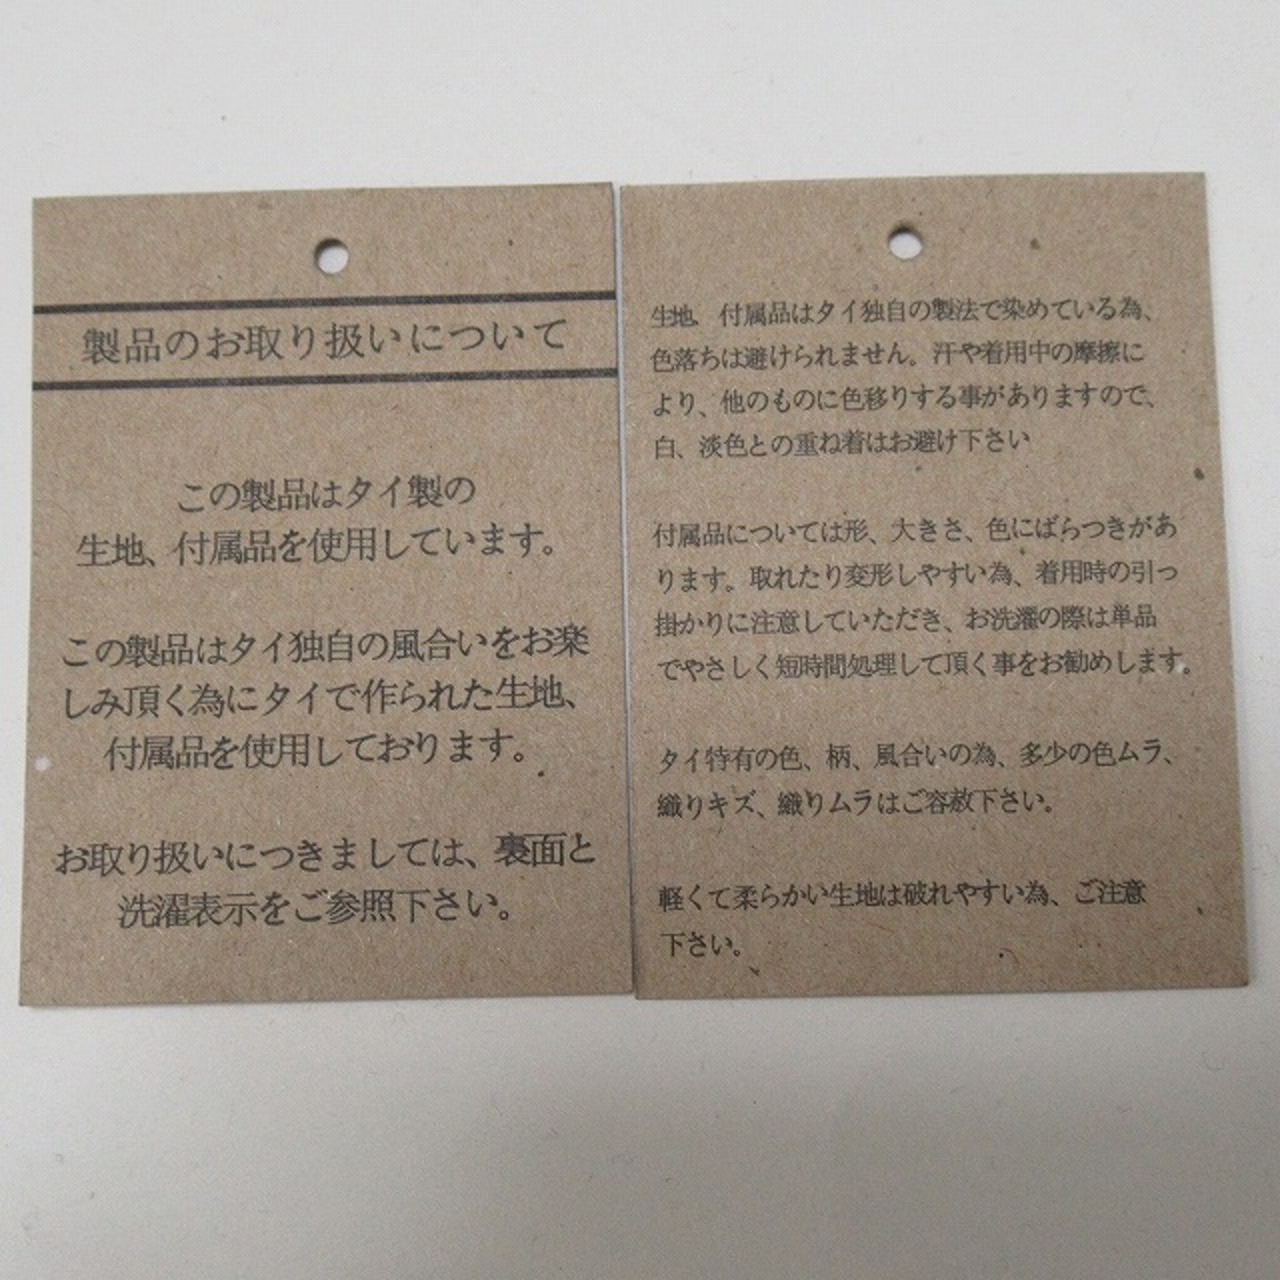 製品のお取り扱いについて
この製品はタイ製の
生地、付属品を使用しています。
この製品はタイ独自の風合いをお楽
しみ頂く為にタイで作られた生地、
付属品を使用しております。
お取り扱いにつきましては、裏面と
洗濯表示をご参照下さい。
生地、付属品はタイ独自の製法で染めている為、
色落ちは避けられません。汗や着用中の摩擦に
より、他のものに色移りする事がありますので、
白、淡色との重ね着はお避け下さい
付属品については形、大きさ、色にばらつきがあ
ります。取れたり変形しやすい為、着用時の引っ
掛かりに注意していただき、お洗濯の際は単品
でやさしく短時間処理して頂く事をお勧めします。
タイ特有の色、柄、風合いの為、多少の色ムラ、
織りキズ、織りムラはご容赦下さい。
軽くて柔らかい生地は破れやすい為、ご注意
下さい。